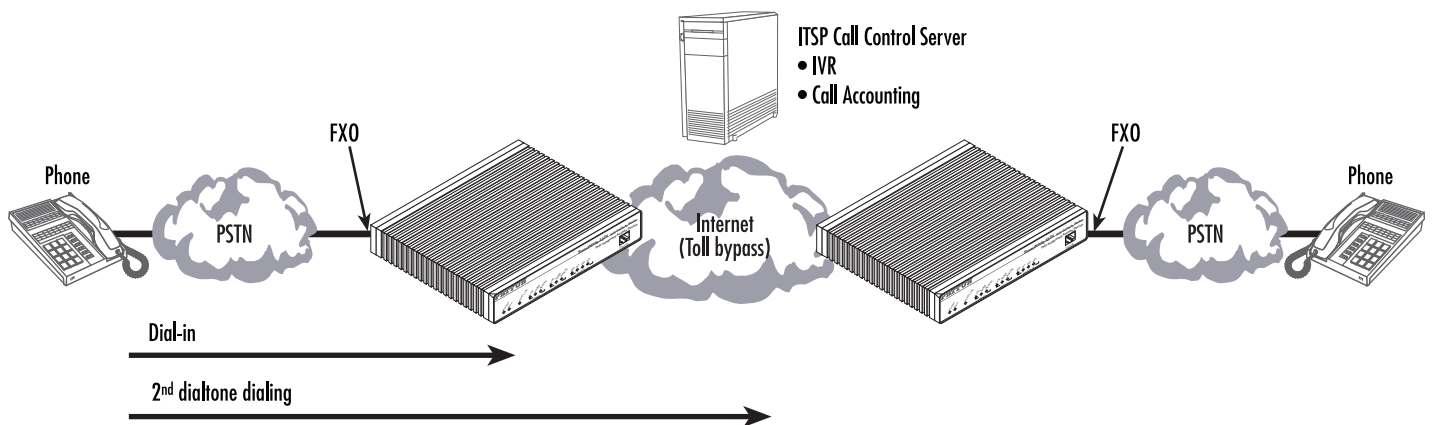 ITSP Call Control Server
• IVR
• Call Accounting
FXO
FXO
Phone
Phone
PSTN
Internet
(Toll bypass)
PSTN
Dial-in
2nd dialtone dialing